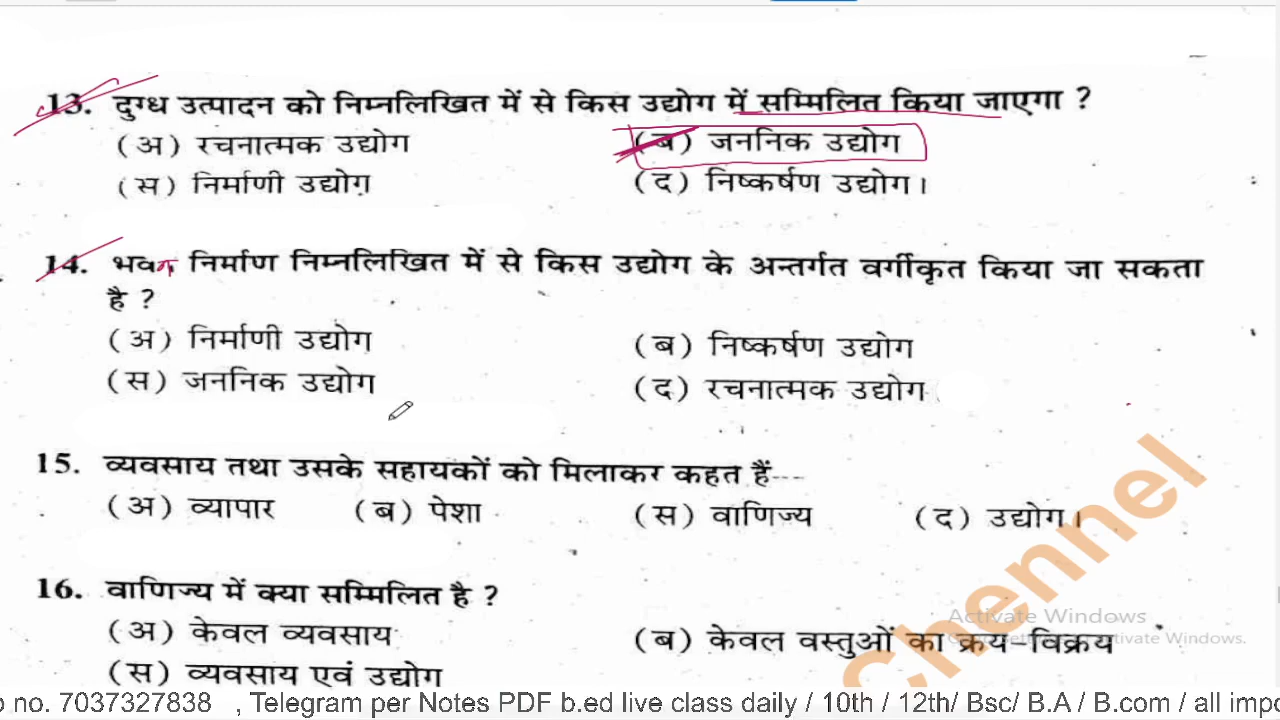 13. दुग्ध उत्पादन को निम्नलिखित में से किस उद्योग में सम्मिलित किया जाएगा ?
(अ) रचनात्मक उद्योग (ब) जननिक उद्योग
(स) निर्माणी उद्योग (द) निष्कर्षण उद्योग।
14. भवन निर्माण निम्नलिखित में से किस उद्योग के अन्तर्गत वर्गीकृत किया जा सकता
है ?
(अ) निर्माणी उद्योग (ब) निष्कर्षण उद्योग
(स) जननिक उद्योग (द) रचनात्मक उद्योग
15. व्यवसाय तथा उसके सहायकों को मिलाकर कहत हैं---
(अ) व्यापार (ब) पेशा (स) वाणिज्य (द) उद्योग।
16. वाणिज्य में क्या सम्मिलित है ?
(अ) केवल व्यवसाय (ब) केवल वस्तुओं का क्रय-विक्रय
(स) व्यवसाय एवं उद्योग
Chennel
Activate Windows
activate Windows.
no. 7037327838 , Telegram per Notes PDF b.ed live class daily / 10th / 12th/ Bsc/ B.A / B.com / all impo